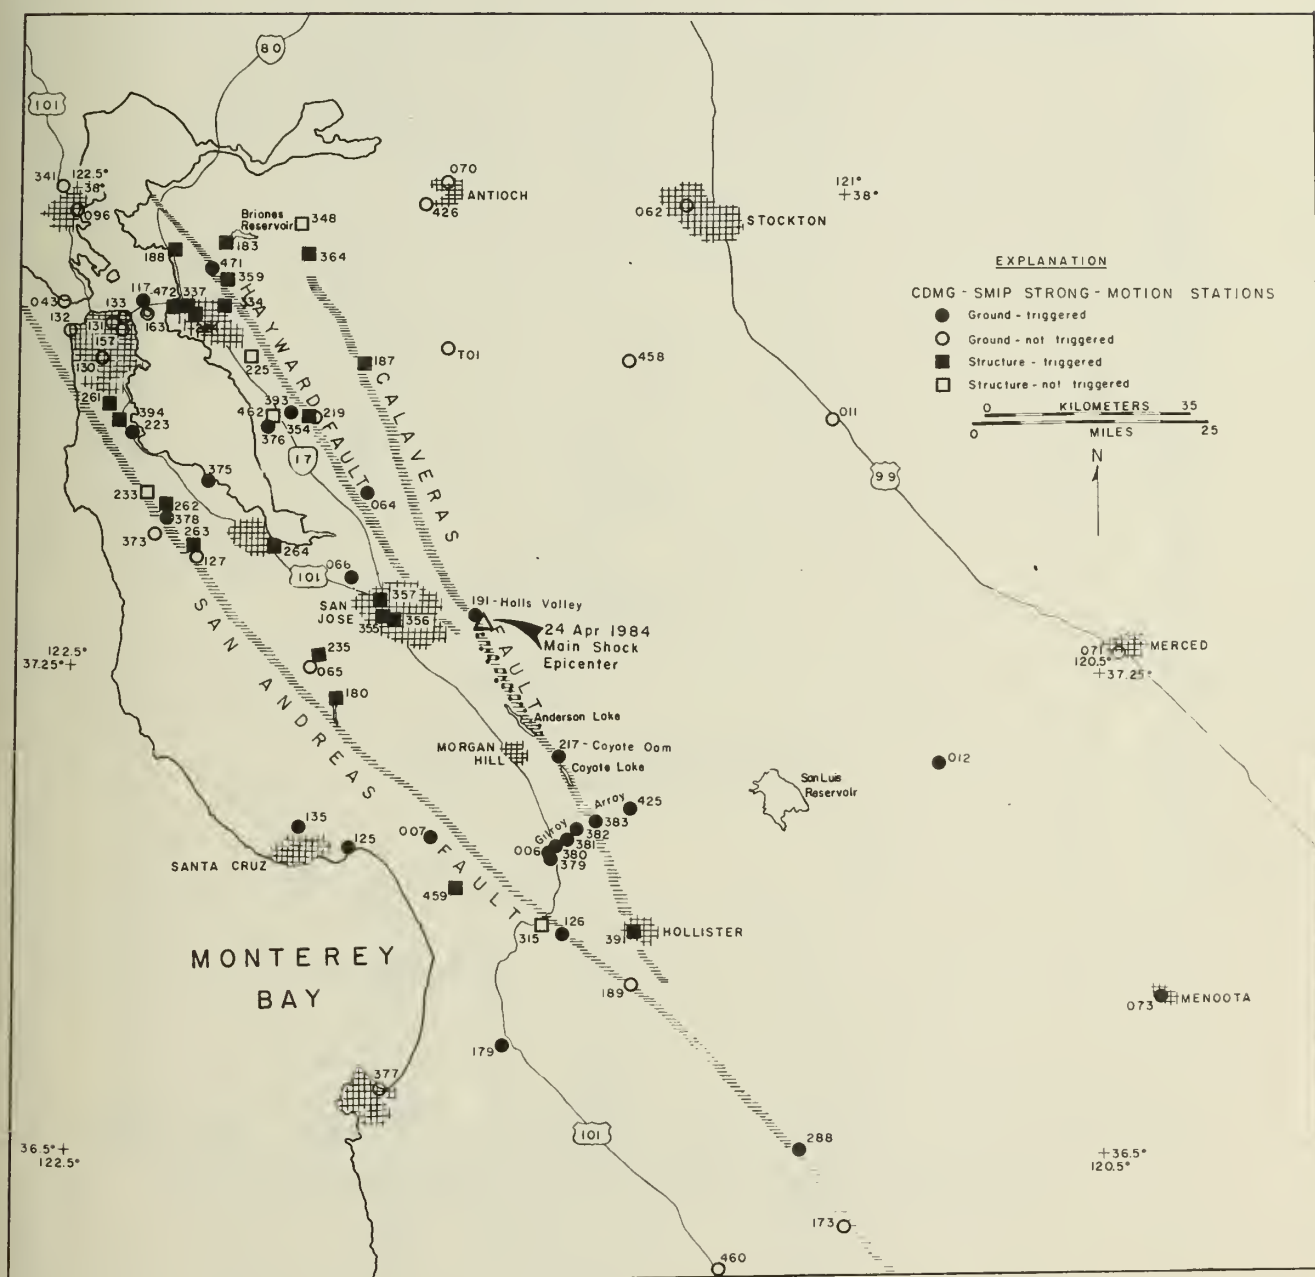 80
101
341
122.5°
38°
096
070
ANTIOCH
426
062
STOCKTON
121°
38°
Briones
Reservoir
348
183
188
364
471
359
EXPLANATION
CDMG - SMIP STRONG - MOTION STATIONS
Ground - triggered
Ground - not triggered
Structure - triggered
Structure - not triggered
0 KILOMETERS 35
0 MILES 25
N
043
117
472
337
334
133
132
131
163
157
130
225
187
T01
458
011
HAYWARD FAULT
CALAVERAS
FAULT
261
394
223
393
462
354
219
376
17
99
375
064
233
262
378
373
263
127
264
101
066
357
SAN
JOSE
355
356
191 - Halls Valley
24 Apr 1984
Main Shock
Epicenter
235
065
122.5°
37.25°
180
071
MERCED
120.5°
37.25°
SAN ANDREAS FAULT
Anderson Lake
MORGAN
HILL
217 - Coyote Oam
Coyote Lake
012
San Luis
Reservoir
Gilroy Array
425
383
382
381
380
006
379
135
125
007
SANTA CRUZ
459
315
126
391
HOLLISTER
MONTEREY
BAY
189
073
MENOOTA
179
377
101
36.5°
122.5°
288
36.5°
120.5°
173
460